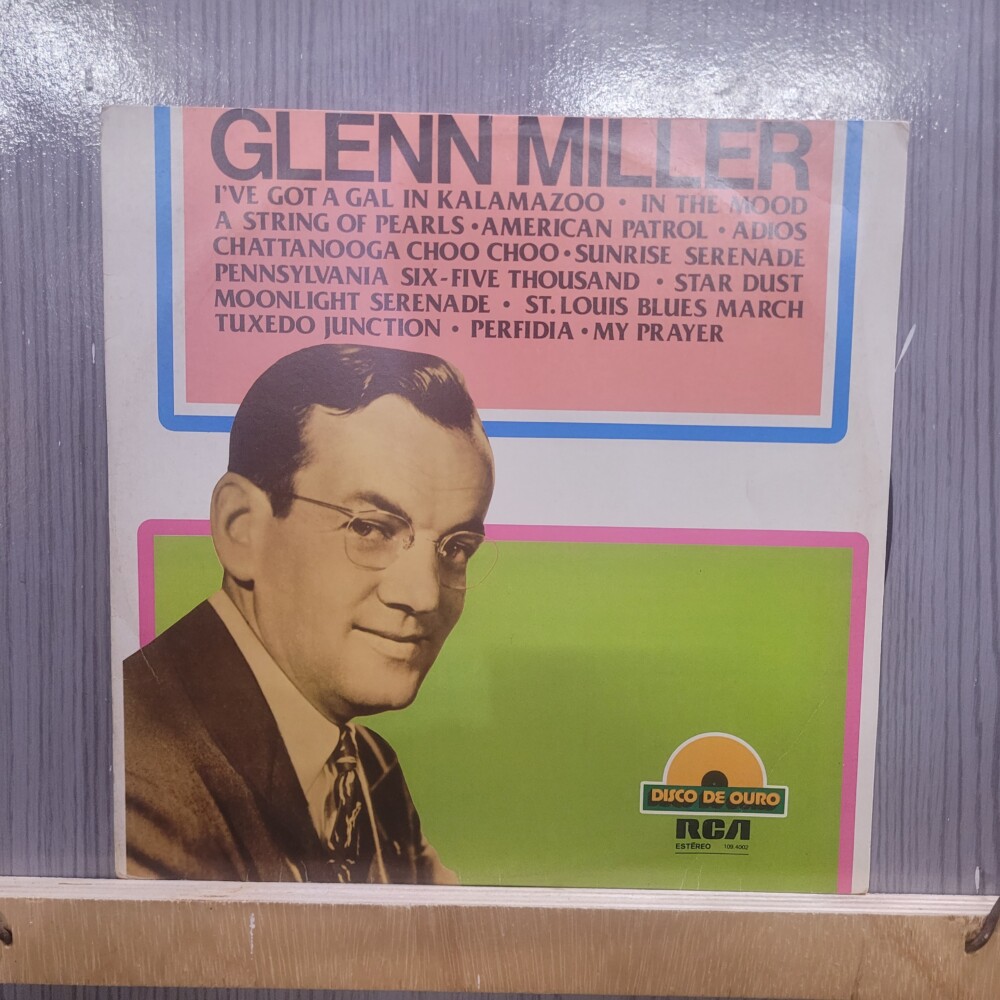 GLENN MILLER
I'VE GOT A GAL IN KALAMAZOO • IN THE MOOD
A STRING OF PEARLS • AMERICAN PATROL • ADIOS
CHATTANOOGA CHOO CHOO • SUNRISE SERENADE
PENNSYLVANIA SIX-FIVE THOUSAND • STAR DUST
MOONLIGHT SERENADE • ST. LOUIS BLUES MARCH
TUXEDO JUNCTION • PERFIDIA • MY PRAYER
DISCO DE OURO
RCA
ESTÉREO 109.4002